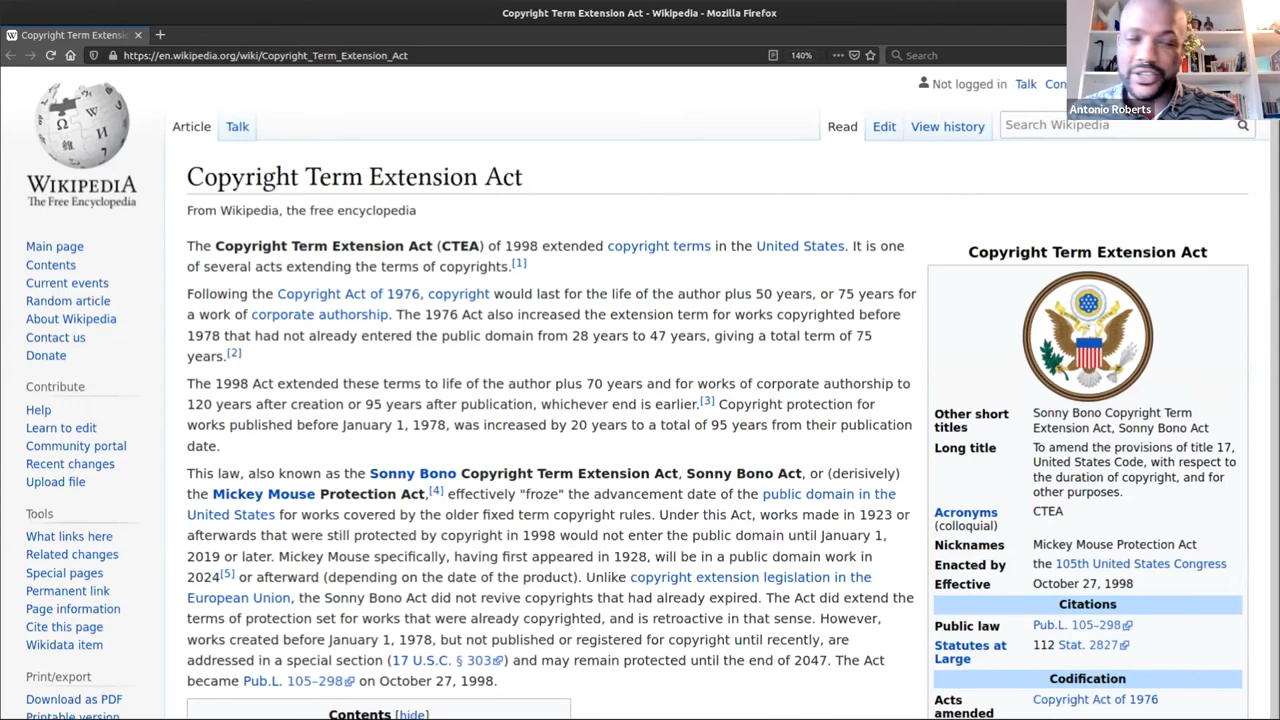 Copyright Term Extension Act - Wikipedia - Mozilla Firefox
Copyright Term Extensio
https://en.wikipedia.org/wiki/Copyright_Term_Extension_Act
140%
Search
Antonio Roberts
WIKIPEDIA
The Free Encyclopedia
Not logged in Talk Con
Article Talk
Read Edit View history
Search Wikipedia
Main page
Contents
Current events
Random article
About Wikipedia
Contact us
Donate
Contribute
Help
Learn to edit
Community portal
Recent changes
Upload file
Tools
What links here
Related changes
Special pages
Permanent link
Page information
Cite this page
Wikidata item
Print/export
Download as PDF
Printable version
Copyright Term Extension Act
From Wikipedia, the free encyclopedia
The Copyright Term Extension Act (CTEA) of 1998 extended copyright terms in the United States. It is one
of several acts extending the terms of copyrights.[1]
Following the Copyright Act of 1976, copyright would last for the life of the author plus 50 years, or 75 years for
a work of corporate authorship. The 1976 Act also increased the extension term for works copyrighted before
1978 that had not already entered the public domain from 28 years to 47 years, giving a total term of 75
years.[2]
The 1998 Act extended these terms to life of the author plus 70 years and for works of corporate authorship to
120 years after creation or 95 years after publication, whichever end is earlier.[3] Copyright protection for
works published before January 1, 1978, was increased by 20 years to a total of 95 years from their publication
date.
This law, also known as the Sonny Bono Copyright Term Extension Act, Sonny Bono Act, or (derisively)
the Mickey Mouse Protection Act,[4] effectively "froze" the advancement date of the public domain in the
United States for works covered by the older fixed term copyright rules. Under this Act, works made in 1923 or
afterwards that were still protected by copyright in 1998 would not enter the public domain until January 1,
2019 or later. Mickey Mouse specifically, having first appeared in 1928, will be in a public domain work in
2024[5] or afterward (depending on the date of the product). Unlike copyright extension legislation in the
European Union, the Sonny Bono Act did not revive copyrights that had already expired. The Act did extend the
terms of protection set for works that were already copyrighted, and is retroactive in that sense. However,
works created before January 1, 1978, but not published or registered for copyright until recently, are
addressed in a special section (17 U.S.C. § 303) and may remain protected until the end of 2047. The Act
became Pub.L. 105–298 on October 27, 1998.
Contents [hide]
Copyright Term Extension Act
Other short titles
Sonny Bono Copyright Term
Extension Act, Sonny Bono Act
Long title
To amend the provisions of title 17,
United States Code, with respect to
the duration of copyright, and for
other purposes.
Acronyms (colloquial)
CTEA
Nicknames Mickey Mouse Protection Act
Enacted by the 105th United States Congress
Effective October 27, 1998
Citations
Public law Pub.L. 105–298
Statutes at Large
112 Stat. 2827
Codification
Acts amended
Copyright Act of 1976